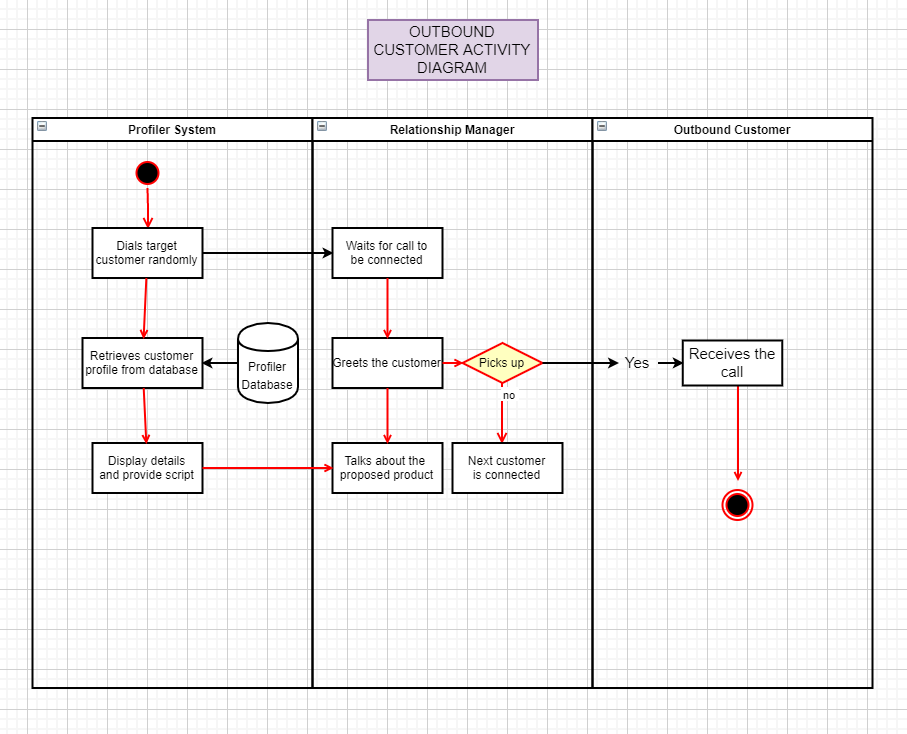 OUTBOUND
CUSTOMER ACTIVITY
DIAGRAM
Profiler System
Relationship Manager
Outbound Customer
Dials target
customer randomly
Waits for call to
be connected
Retrieves customer
profile from database
Profiler
Database
Greets the customer
Picks up
Yes
Receives the
call
no
Display details
and provide script
Talks about the
proposed product
Next customer
is connected